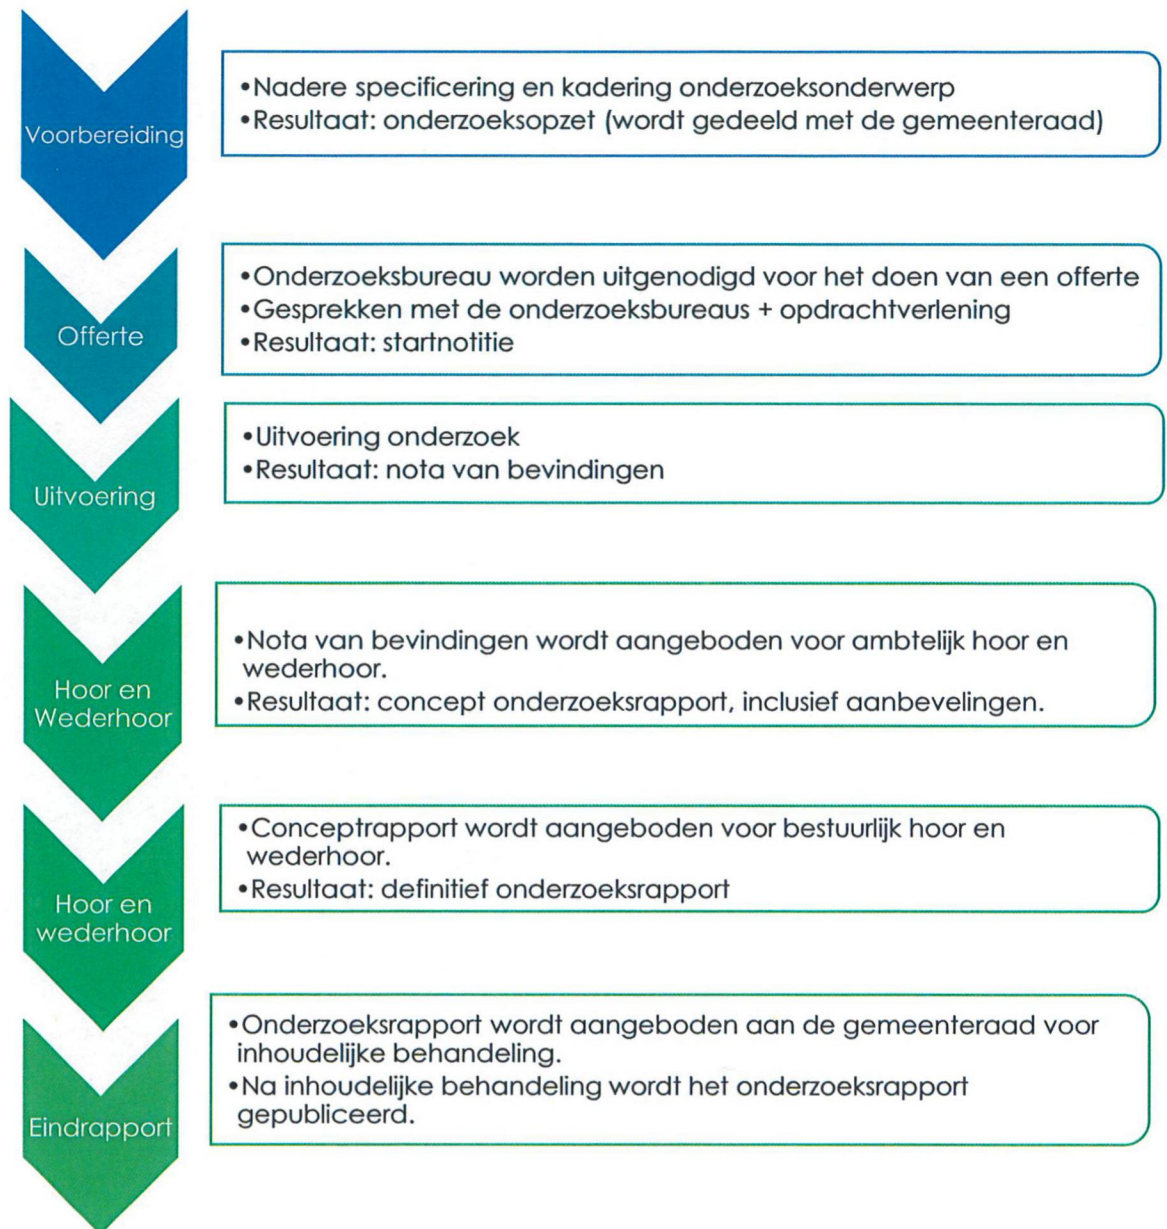 Voorbereiding
•Nadere specificering en kadering onderzoeksonderwerp
•Resultaat: onderzoeksopzet (wordt gedeeld met de gemeenteraad)
Offerte
•Onderzoeksbureau worden uitgenodigd voor het doen van een offerte
•Gesprekken met de onderzoeksbureaus + opdrachtverlening
•Resultaat: startnotitie
Uitvoering
•Uitvoering onderzoek
•Resultaat: nota van bevindingen
Hoor en
Wederhoor
•Nota van bevindingen wordt aangeboden voor ambtelijk hoor en
wederhoor.
•Resultaat: concept onderzoeksrapport, inclusief aanbevelingen.
Hoor en
wederhoor
•Conceptrapport wordt aangeboden voor bestuurlijk hoor en
wederhoor.
•Resultaat: definitief onderzoeksrapport
Eindrapport
•Onderzoeksrapport wordt aangeboden aan de gemeenteraad voor
inhoudelijke behandeling.
•Na inhoudelijke behandeling wordt het onderzoeksrapport
gepubliceerd.